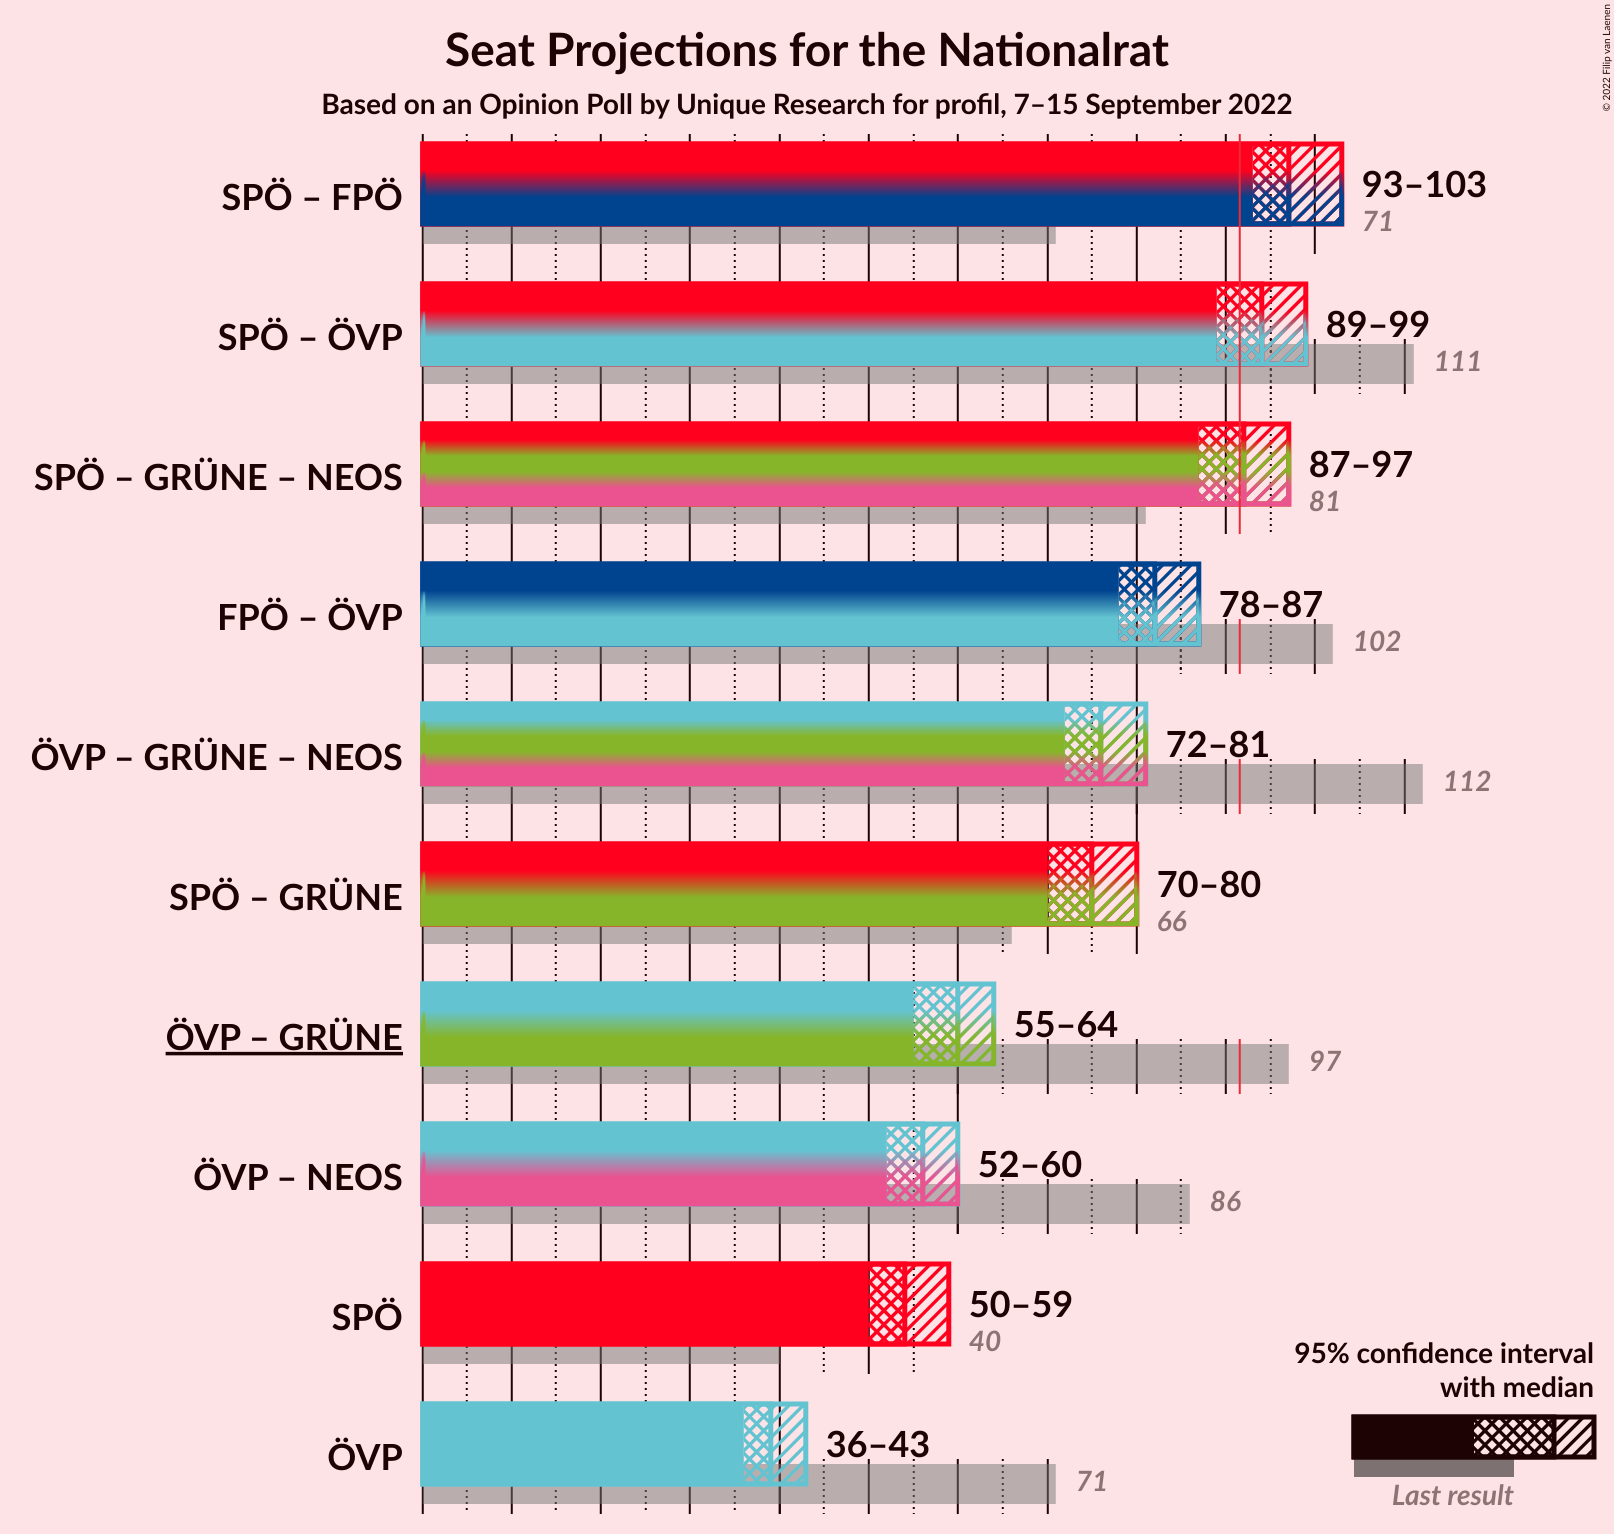 Seat Projections for the Nationalrat
Based on an Opinion Poll by Unique Research for profil, 7–15 September 2022
© 2022 Filip van Laenen
SPÖ – FPÖ
93–103
71
SPÖ – ÖVP
89–99
111
SPÖ – GRÜNE – NEOS
87–97
81
FPÖ – ÖVP
78–87
102
ÖVP – GRÜNE – NEOS
72–81
112
SPÖ – GRÜNE
70–80
66
ÖVP – GRÜNE
55–64
97
ÖVP – NEOS
52–60
86
SPÖ
50–59
40
ÖVP
36–43
71
95% confidence interval
with median
Last result